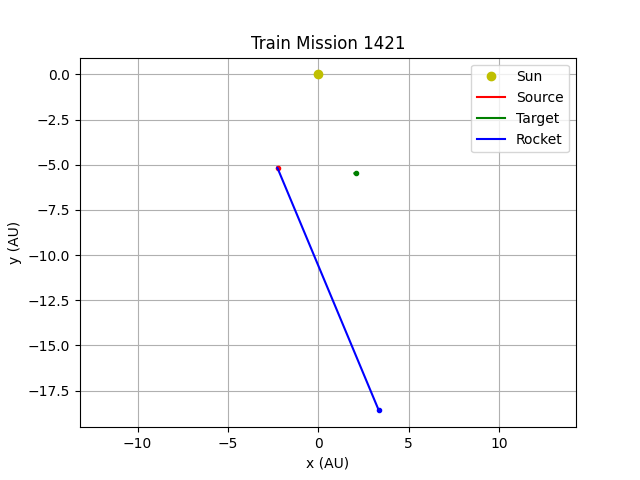 Train Mission 1421
Sun
Source
Target
Rocket
0.0
−2.5
−5.0
−7.5
−10.0
−12.5
−15.0
−17.5
y (AU)
−10
−5
0
5
10
x (AU)